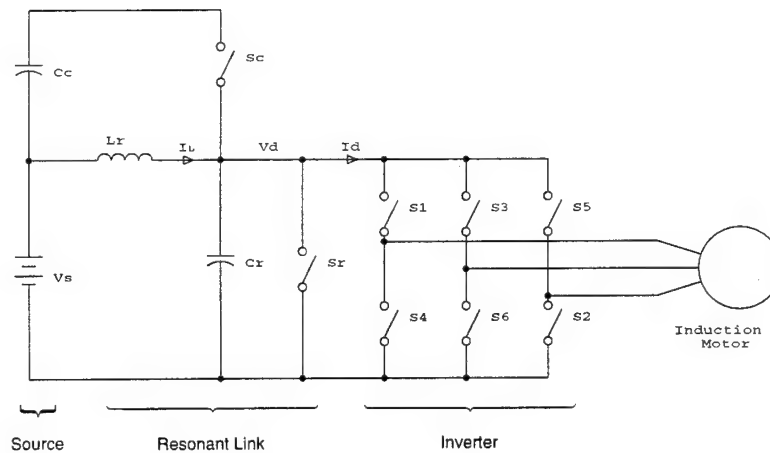 Cc
Sc
Lr
IL
Vd
Id
S1
S3
S5
Vs
Cr
Sr
S4
S6
S2
Induction
Motor
Source
Resonant Link
Inverter